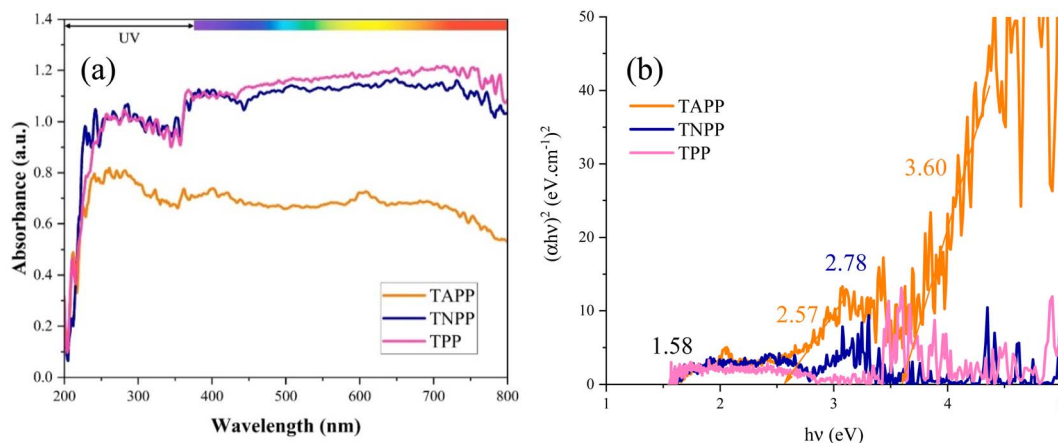 UV
(a)
1.4
1.2
1.0
0.8
0.6
0.4
0.2
0.0
Absorbance (a.u.)
TAPP
TNPP
TPP
200 300 400 500 600 700 800
Wavelength (nm)
(b)
50
40
30
20
10
0
(αhν)² (eV.cm⁻¹)²
TAPP
TNPP
TPP
3.60
2.78
2.57
1.58
1 2 3 4
hν (eV)